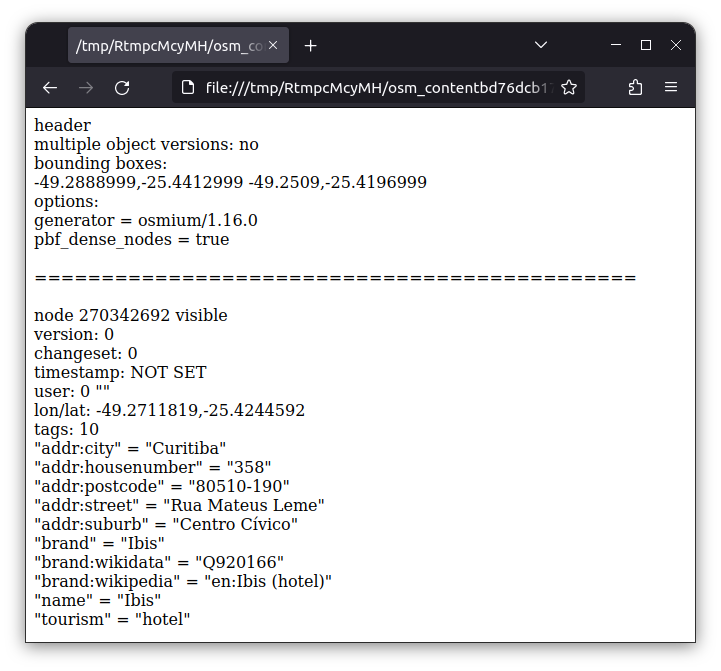 /tmp/RtmpcMcyMH/osm_co
file:///tmp/RtmpcMcyMH/osm_contentbd76dcb17
header
multiple object versions: no
bounding boxes:
-49.2888999,-25.4412999 -49.2509,-25.4196999
options:
generator = osmium/1.16.0
pbf_dense_nodes = true
=============================================
node 270342692 visible
version: 0
changeset: 0
timestamp: NOT SET
user: 0 ""
lon/lat: -49.2711819,-25.4244592
tags: 10
"addr:city" = "Curitiba"
"addr:housenumber" = "358"
"addr:postcode" = "80510-190"
"addr:street" = "Rua Mateus Leme"
"addr:suburb" = "Centro Cívico"
"brand" = "Ibis"
"brand:wikidata" = "Q920166"
"brand:wikipedia" = "en:Ibis (hotel)"
"name" = "Ibis"
"tourism" = "hotel"